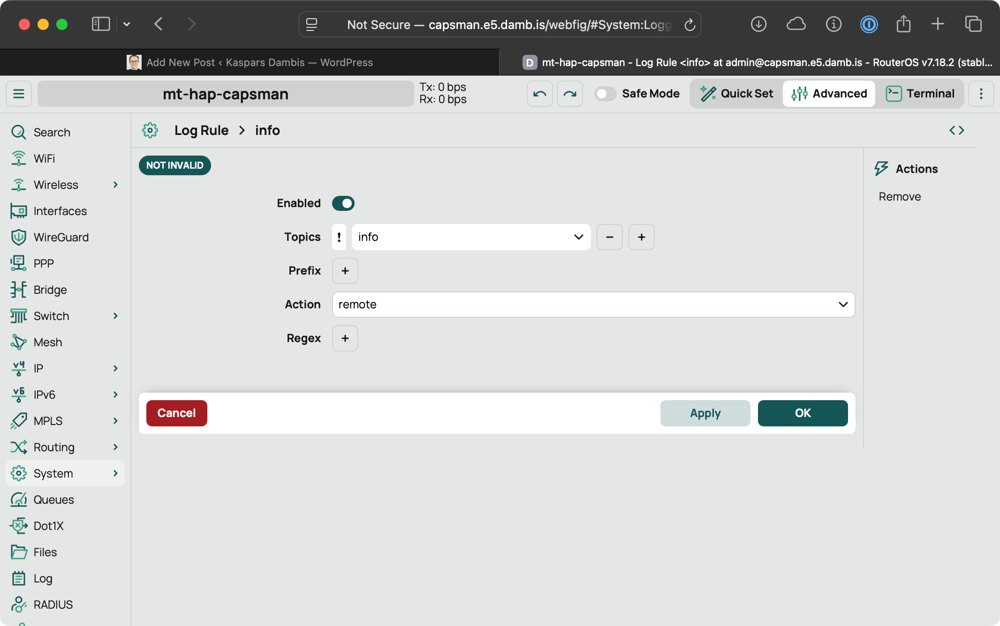 Not Secure — capsman.e5.damb.is/webfig/#System:Logg
Add New Post ‹ Kaspars Dambis — WordPress
D mt-hap-capsman - Log Rule <info> at admin@capsman.e5.damb.is - RouterOS v7.18.2 (stabl...
mt-hap-capsman
Tx: 0 bps
Rx: 0 bps
Safe Mode
Quick Set
Advanced
Terminal
Search
WiFi
Wireless
Interfaces
WireGuard
PPP
Bridge
Switch
Mesh
IP
IPv6
MPLS
Routing
System
Queues
Dot1X
Files
Log
RADIUS
Log Rule > info
NOT INVALID
Enabled
Topics ! info - +
Prefix +
Action remote
Regex +
Cancel
Apply
OK
Actions
Remove